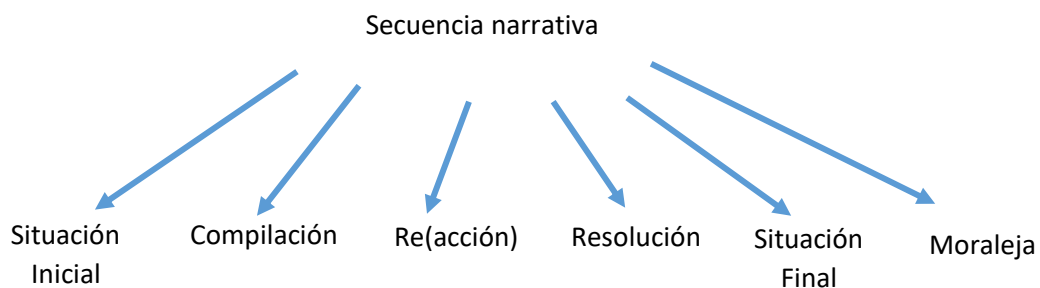 Secuencia narrativa
Situación
Inicial
Compilación
Re(acción)
Resolución
Situación
Final
Moraleja